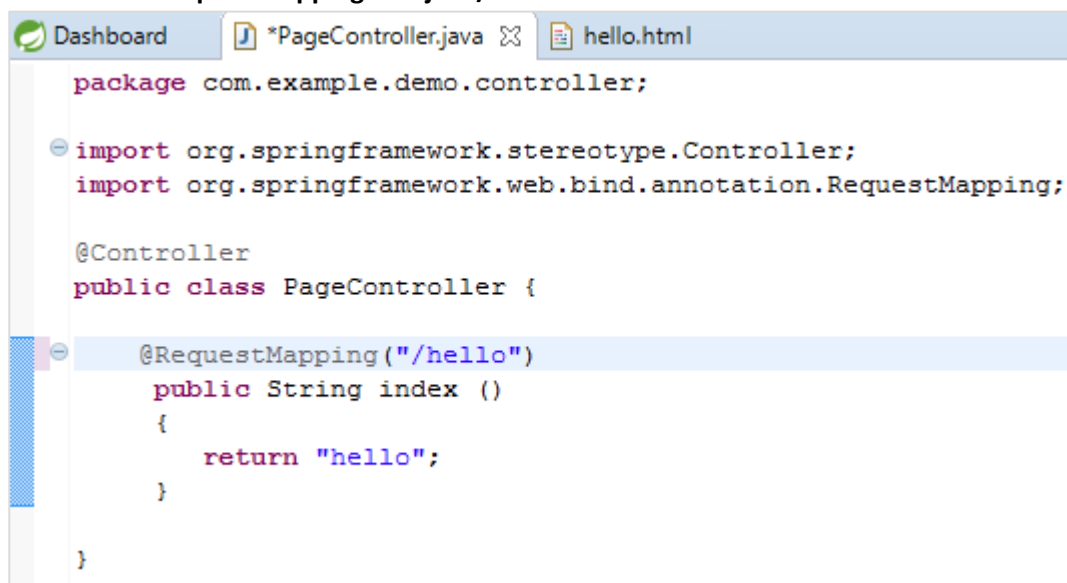 Dashboard *PageController.java hello.html
package com.example.demo.controller;
import org.springframework.stereotype.Controller;
import org.springframework.web.bind.annotation.RequestMapping;
@Controller
public class PageController {
@RequestMapping("/hello")
public String index ()
{
return "hello";
}
}